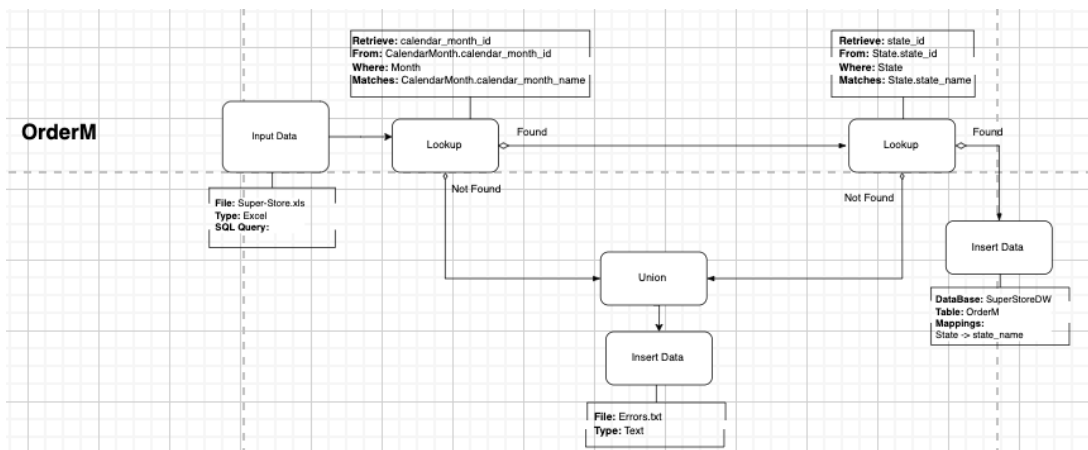 OrderM
Input Data
File: Super-Store.xls
Type: Excel
SQL Query:
Retrieve: calendar_month_id
From: CalendarMonth.calendar_month_id
Where: Month
Matches: CalendarMonth.calendar_month_name
Lookup
Found
Not Found
Retrieve: state_id
From: State.state_id
Where: State
Matches: State.state_name
Lookup
Found
Not Found
Union
Insert Data
File: Errors.txt
Type: Text
Insert Data
DataBase: SuperStoreDW
Table: OrderM
Mappings:
State -> state_name